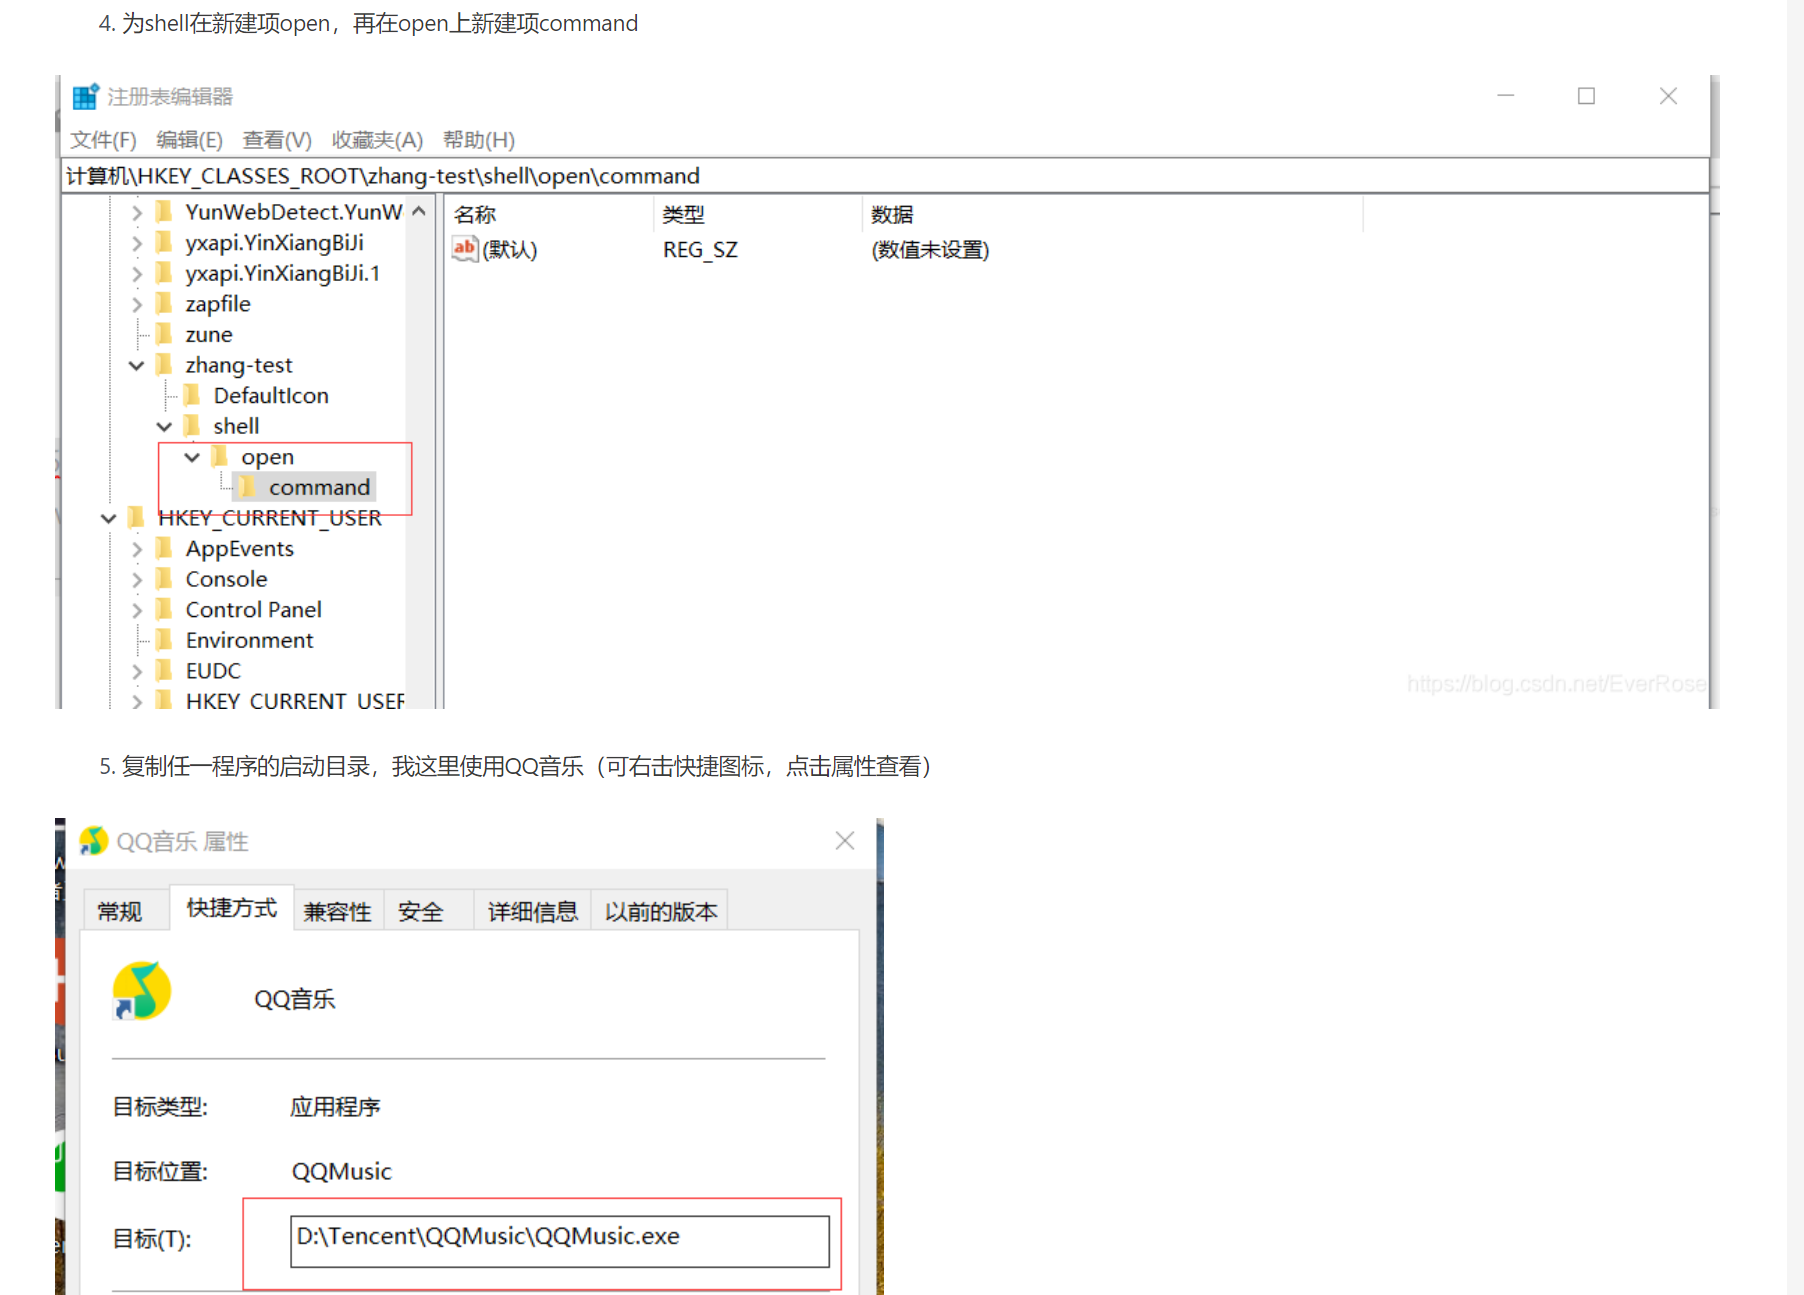 4. 为shell在新建项open，再在open上新建项command
注册表编辑器
文件(F) 编辑(E) 查看(V) 收藏夹(A) 帮助(H)
计算机\HKEY_CLASSES_ROOT\zhang-test\shell\open\command
YunWebDetect.YunW
yxapi.YinXiangBiJi
yxapi.YinXiangBiJi.1
zapfile
zune
zhang-test
DefaultIcon
shell
open
command
HKEY_CURRENT_USER
AppEvents
Console
Control Panel
Environment
EUDC
HKEY_CURRENT_USER
名称 类型 数据
ab (默认) REG_SZ (数值未设置)
https://blog.csdn.net/EverRose
5. 复制任一程序的启动目录，我这里使用QQ音乐（可右击快捷图标，点击属性查看）
QQ音乐 属性
常规 快捷方式 兼容性 安全 详细信息 以前的版本
QQ音乐
目标类型: 应用程序
目标位置: QQMusic
目标(T): D:\Tencent\QQMusic\QQMusic.exe